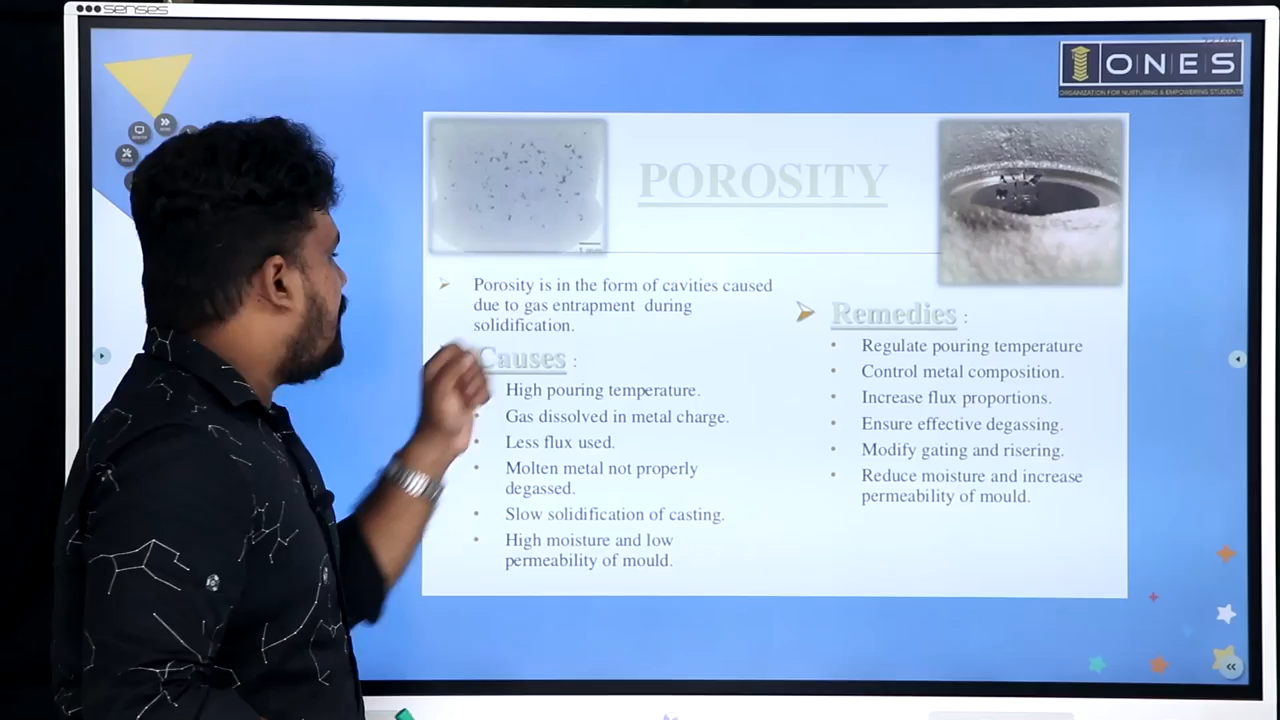 senses
ONES
ORGANIZATION FOR NURTURING & EMPOWERING STUDENTS
POROSITY
Porosity is in the form of cavities caused
due to gas entrapment during
solidification.
Causes :
High pouring temperature.
Gas dissolved in metal charge.
Less flux used.
Molten metal not properly
degassed.
Slow solidification of casting.
High moisture and low
permeability of mould.
Remedies :
Regulate pouring temperature
Control metal composition.
Increase flux proportions.
Ensure effective degassing.
Modify gating and risering.
Reduce moisture and increase
permeability of mould.